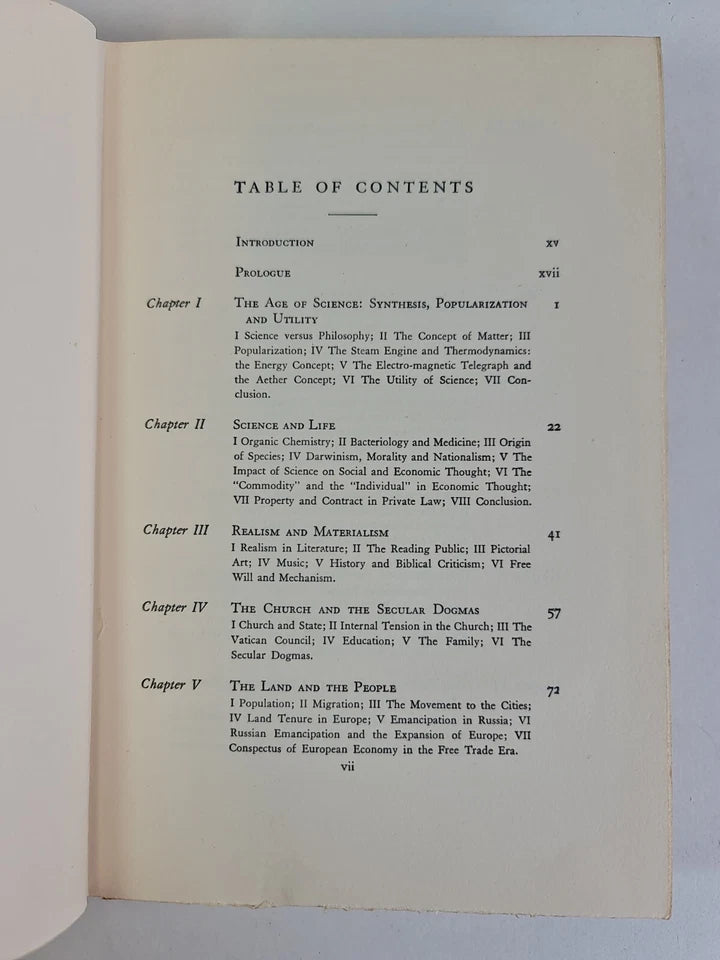 TABLE OF CONTENTS
INTRODUCTION xv
PROLOGUE xvii
Chapter I THE AGE OF SCIENCE: SYNTHESIS, POPULARIZATION 1
AND UTILITY
I Science versus Philosophy; II The Concept of Matter; III
Popularization; IV The Steam Engine and Thermodynamics:
the Energy Concept; V The Electro-magnetic Telegraph and
the Aether Concept; VI The Utility of Science; VII Con-
clusion.
Chapter II SCIENCE AND LIFE 22
I Organic Chemistry; II Bacteriology and Medicine; III Origin
of Species; IV Darwinism, Morality and Nationalism; V The
Impact of Science on Social and Economic Thought; VI The
"Commodity" and the "Individual" in Economic Thought;
VII Property and Contract in Private Law; VIII Conclusion.
Chapter III REALISM AND MATERIALISM 41
I Realism in Literature; II The Reading Public; III Pictorial
Art; IV Music; V History and Biblical Criticism; VI Free
Will and Mechanism.
Chapter IV THE CHURCH AND THE SECULAR DOGMAS 57
I Church and State; II Internal Tension in the Church; III The
Vatican Council; IV Education; V The Family; VI The
Secular Dogmas.
Chapter V THE LAND AND THE PEOPLE 72
I Population; II Migration; III The Movement to the Cities;
IV Land Tenure in Europe; V Emancipation in Russia; VI
Russian Emancipation and the Expansion of Europe; VII
Conspectus of European Economy in the Free Trade Era.
vii